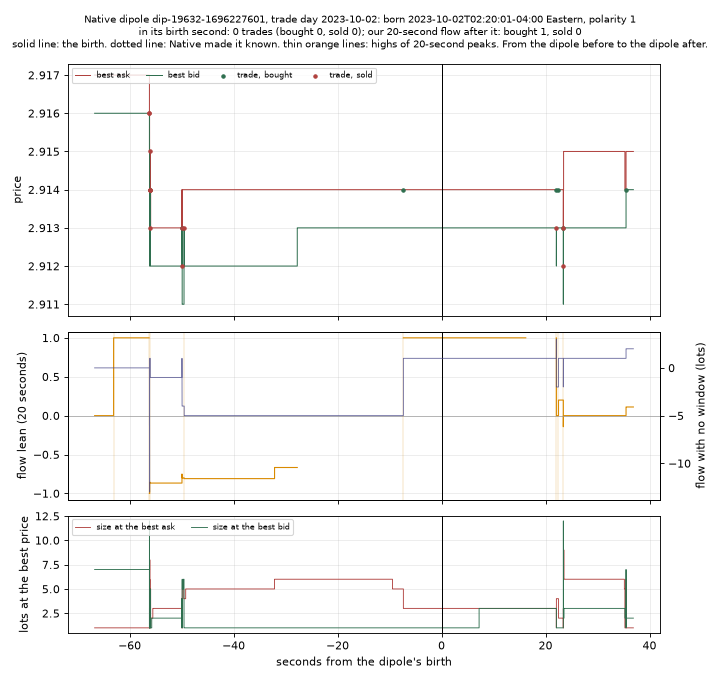 Native dipole dip-19632-1696227601, trade day 2023-10-02: born 2023-10-02T02:20:01-04:00 Eastern, polarity 1
in its birth second: 0 trades (bought 0, sold 0); our 20-second flow after it: bought 1, sold 0
solid line: the birth. dotted line: Native made it known. thin orange lines: highs of 20-second peaks. From the dipole before to the dipole after.
best ask best bid trade, bought trade, sold
2.917
2.916
2.915
2.914
2.913
2.912
2.911
price
1.0
0.5
0.0
−0.5
−1.0
flow lean (20 seconds)
0
−5
−10
flow with no window (lots)
size at the best ask size at the best bid
12.5
10.0
7.5
5.0
2.5
lots at the best price
−60 −40 −20 0 20 40
seconds from the dipole's birth